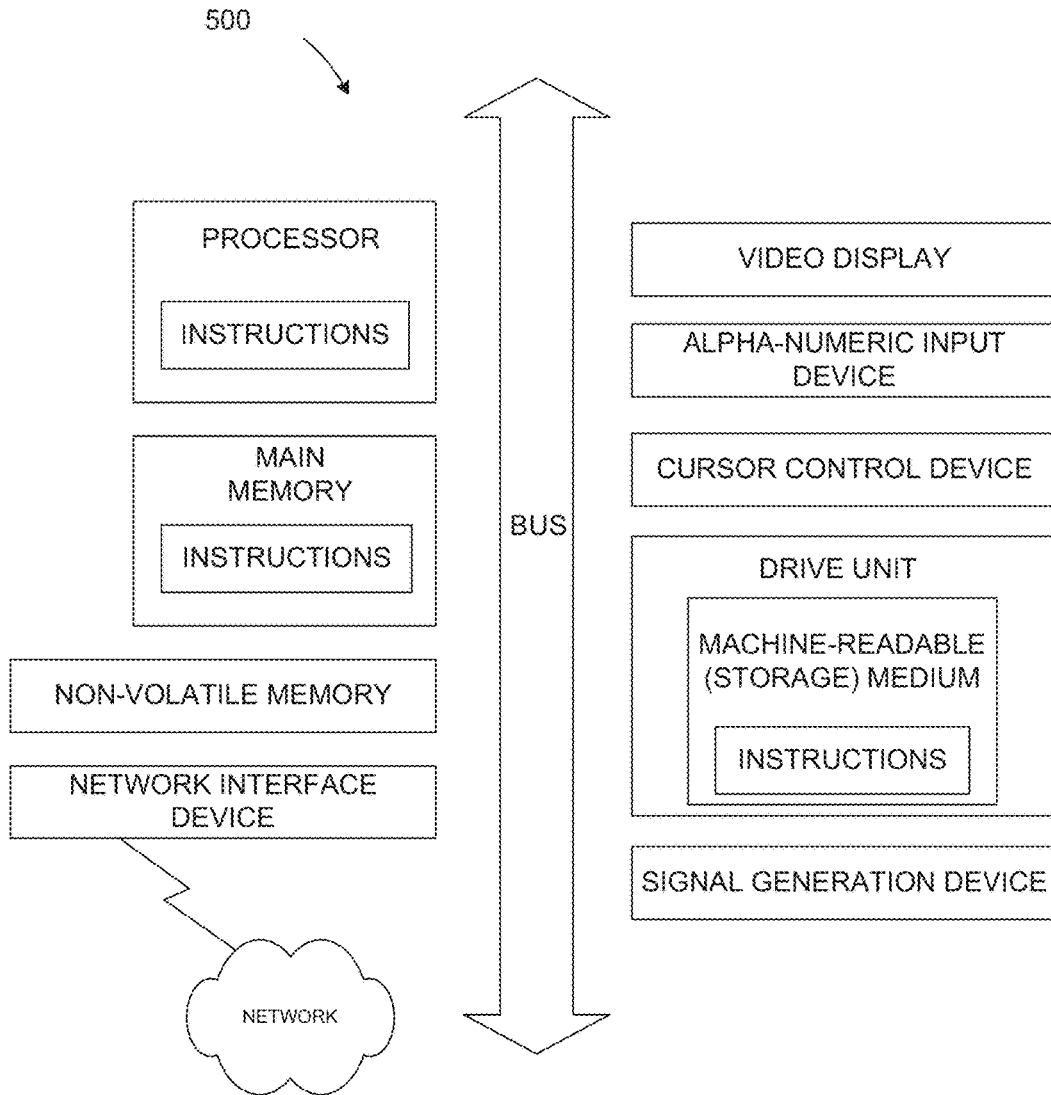 500
PROCESSOR
INSTRUCTIONS
MAIN
MEMORY
INSTRUCTIONS
NON-VOLATILE MEMORY
NETWORK INTERFACE
DEVICE
NETWORK
BUS
VIDEO DISPLAY
ALPHA-NUMERIC INPUT
DEVICE
CURSOR CONTROL DEVICE
DRIVE UNIT
MACHINE-READABLE
(STORAGE) MEDIUM
INSTRUCTIONS
SIGNAL GENERATION DEVICE